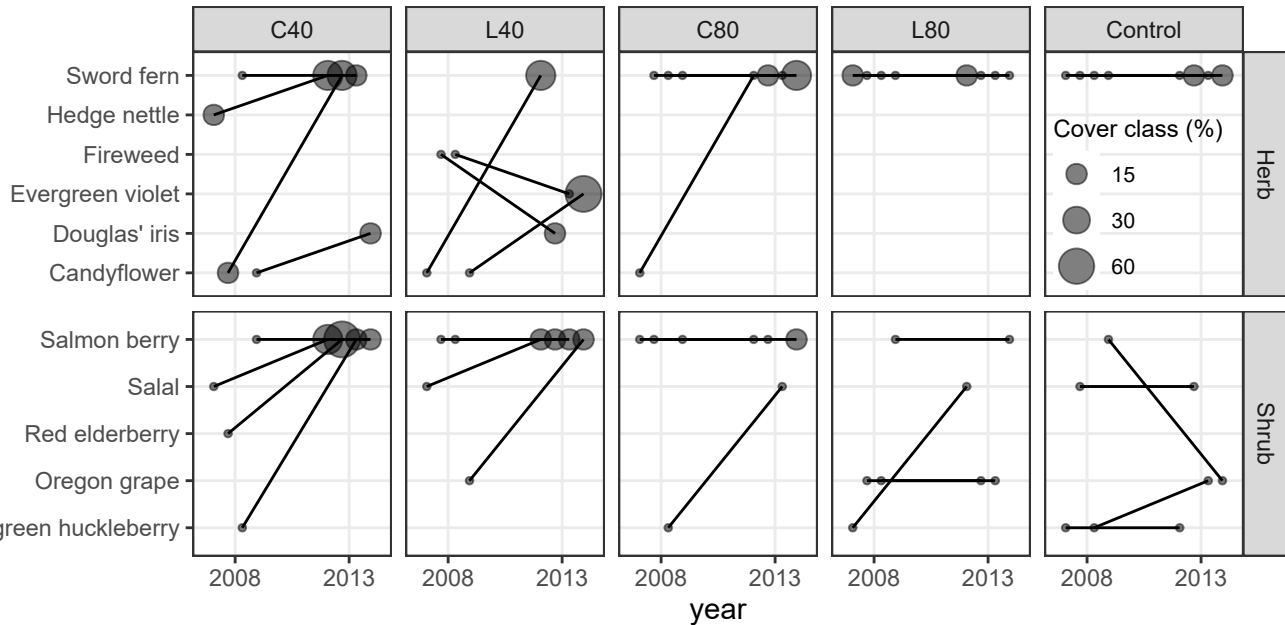 C40 L40 C80 L80 Control
Sword fern
Hedge nettle
Fireweed
Evergreen violet
Douglas' iris
Candyflower
Cover class (%)
15
30
60
Herb
Salmon berry
Salal
Red elderberry
Oregon grape
green huckleberry
Shrub
2008 2013 2008 2013 2008 2013 2008 2013 2008 2013
year